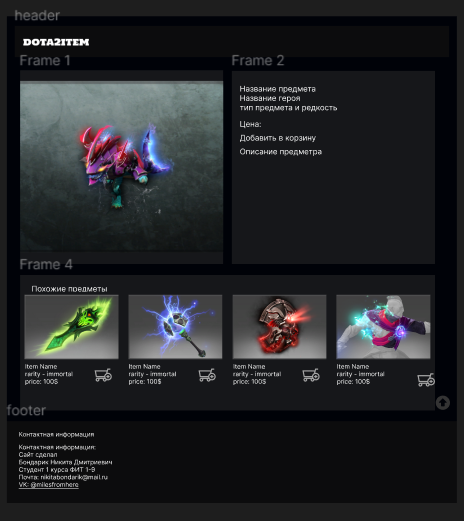 header
DOTA2ITEM
Frame 1
Frame 2
Название предмета
Название героя
тип предмета и редкость
Цена:
Добавить в корзину
Описание предметра
Frame 4
Похожие предметы
Item Name
rarity - immortal
price: 100$
Item Name
rarity - immortal
price: 100$
Item Name
rarity - immortal
price: 100$
Item Name
rarity - immortal
price: 100$
footer
Контактная информация
Контактная информация:
Сайт сделал
Бондарик Никита Дмитриевич
Студент 1 курса ФИТ 1-9
Почта: nikitabondarik@mail.ru
VK: @milesfromhere